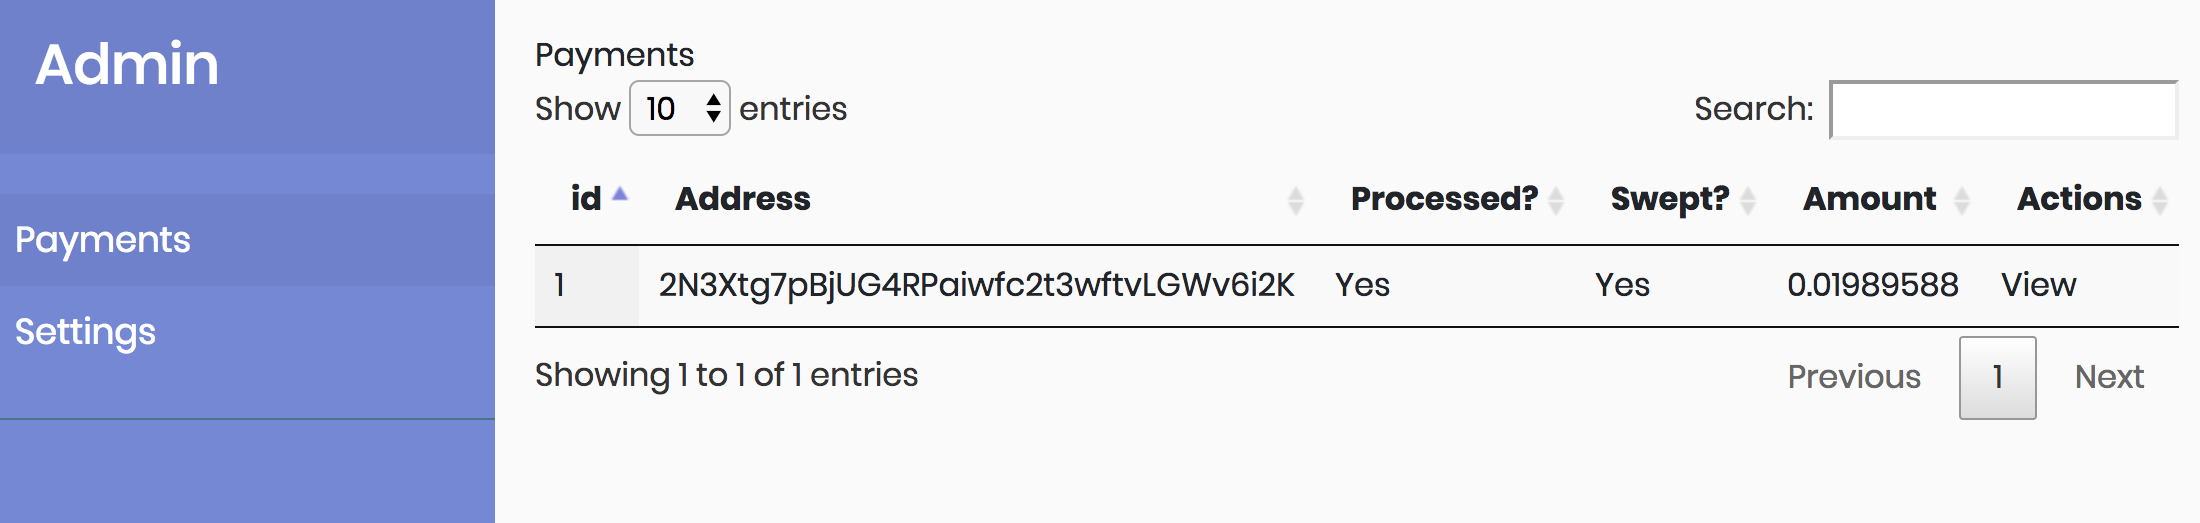 Admin
Payments
Settings
Payments
Show 10 entries
Search:
id Address Processed? Swept? Amount Actions
1 2N3Xtg7pBjUG4RPaiwfc2t3wftvLGWv6i2K Yes Yes 0.01989588 View
Showing 1 to 1 of 1 entries
Previous 1 Next